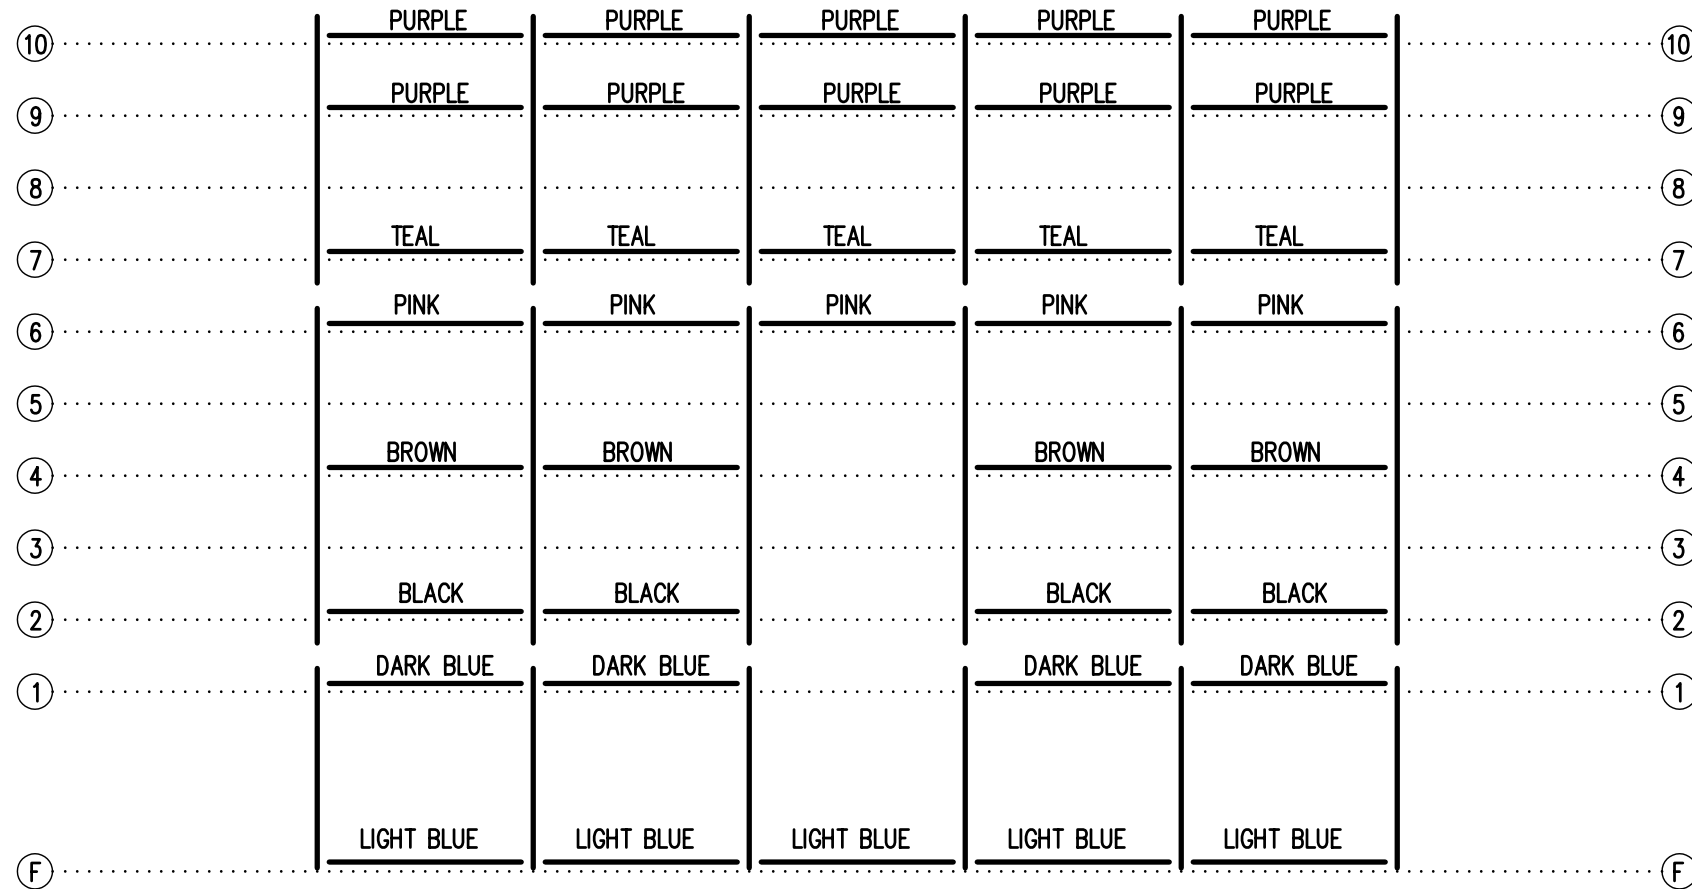 PURPLE PURPLE PURPLE PURPLE PURPLE
10 10
PURPLE PURPLE PURPLE PURPLE PURPLE
9 9
8 8
TEAL TEAL TEAL TEAL TEAL
7 7
PINK PINK PINK PINK PINK
6 6
5 5
BROWN BROWN BROWN BROWN
4 4
3 3
BLACK BLACK BLACK BLACK
2 2
DARK BLUE DARK BLUE DARK BLUE DARK BLUE
1 1
LIGHT BLUE LIGHT BLUE LIGHT BLUE LIGHT BLUE LIGHT BLUE
F F